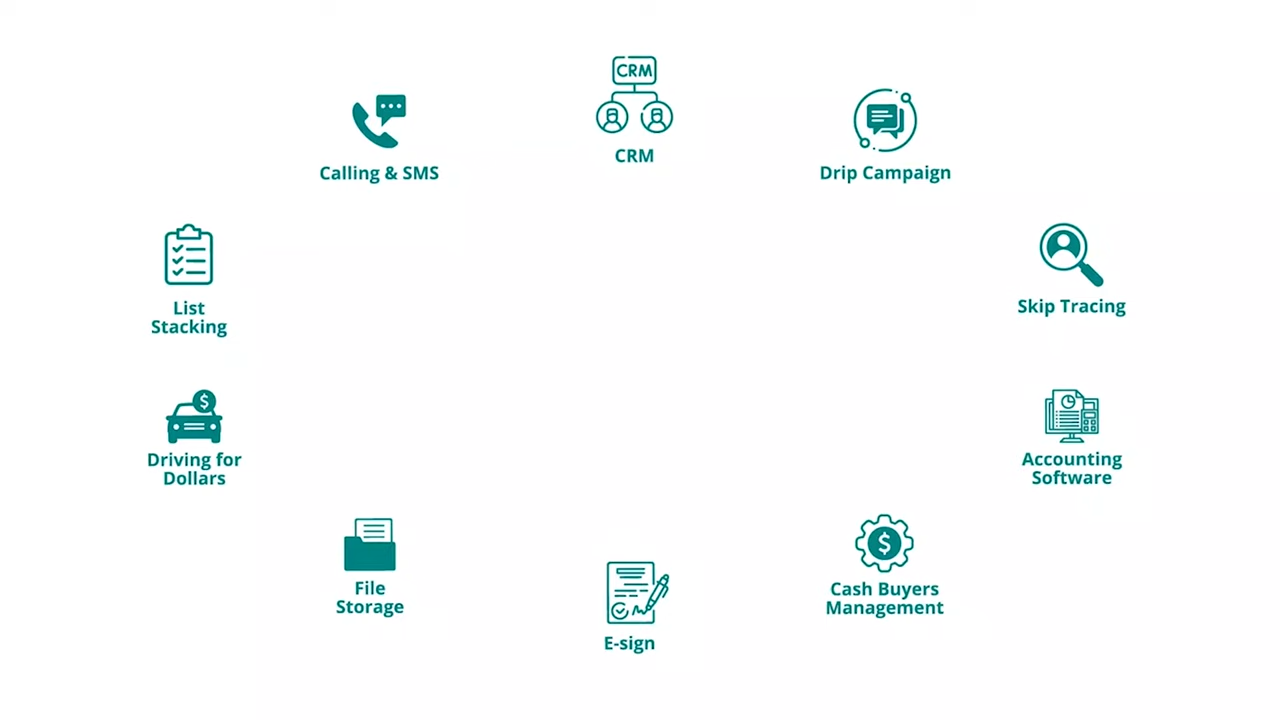 CRM
CRM
Calling & SMS
Drip Campaign
List
Stacking
Skip Tracing
$
Driving for
Dollars
Accounting
Software
File
Storage
$
Cash Buyers
Management
E-sign